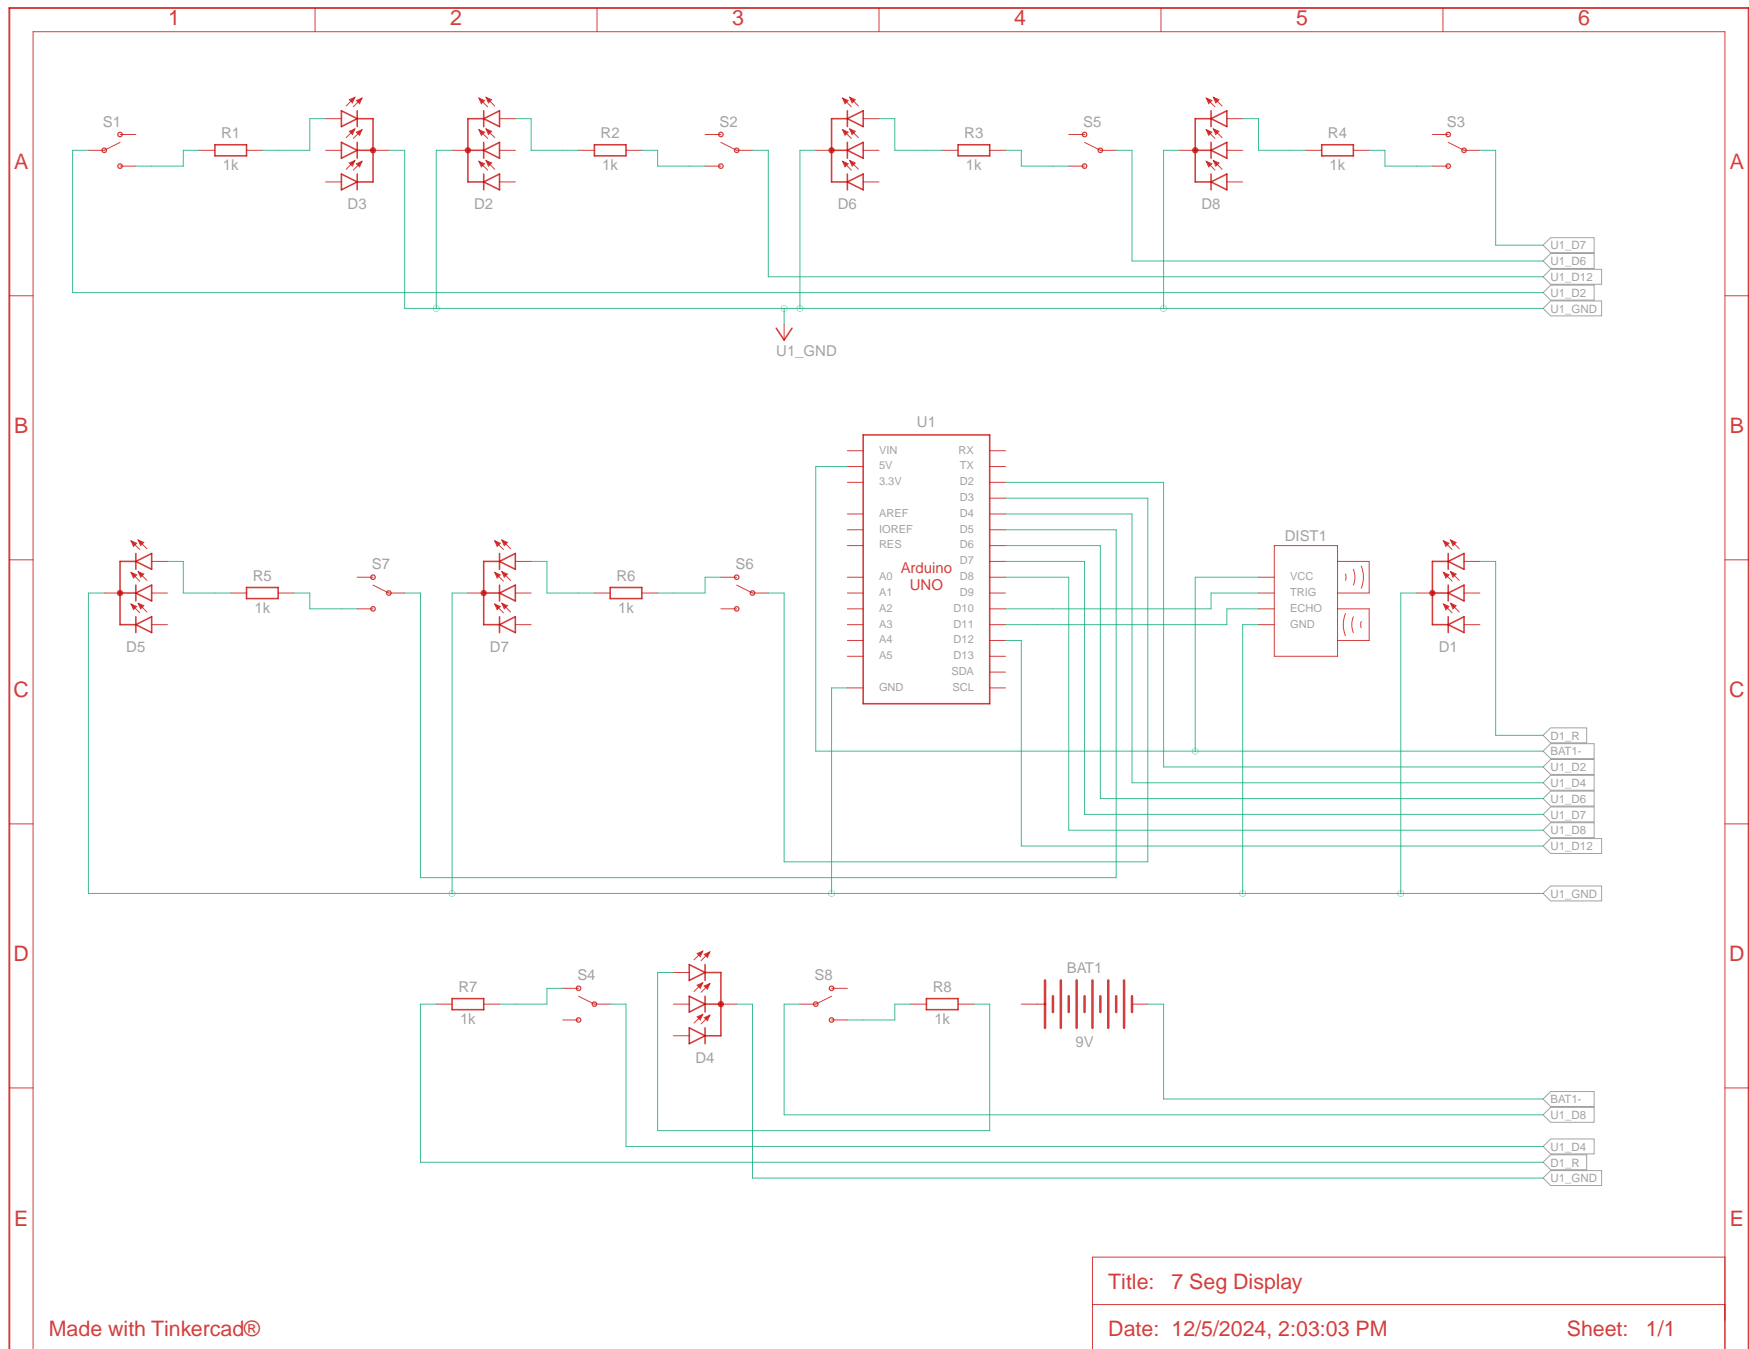 1 2 3 4 5 6
A A
S1 R1 1k D3 D2 R2 1k S2 D6 R3 1k S5 D8 R4 1k S3
U1_D7
U1_D6
U1_D12
U1_D2
U1_GND
U1_GND
B B
U1
VIN RX
5V TX
3.3V D2
D3
AREF D4
IOREF D5
RES D6
D7
A0 D8
A1 D9
A2 D10
A3 D11
A4 D12
A5 D13
SDA
GND SCL
Arduino
UNO
D5 R5 1k S7 D7 R6 1k S6
DIST1
VCC
TRIG
ECHO
GND
D1
C C
D1_R
BAT1-
U1_D2
U1_D4
U1_D6
U1_D7
U1_D8
U1_D12
U1_GND
D D
R7 1k S4 D4 S8 R8 1k BAT1 9V
BAT1-
U1_D8
U1_D4
D1_R
U1_GND
E E
Title: 7 Seg Display
Made with Tinkercad®
Date: 12/5/2024, 2:03:03 PM Sheet: 1/1